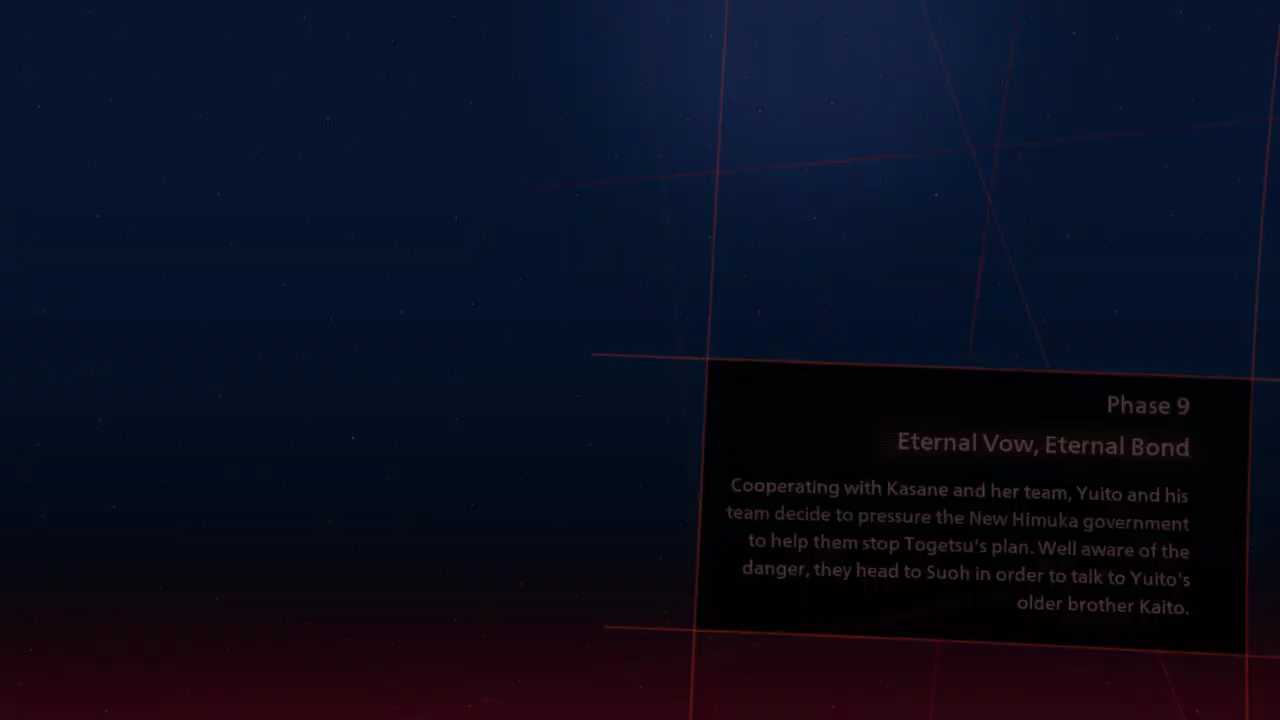 Phase 9
Eternal Vow, Eternal Bond
Cooperating with Kasane and her team, Yuito and his
team decide to pressure the New Himuka government
to help them stop Togetsu's plan. Well aware of the
danger, they head to Suoh in order to talk to Yuito's
older brother Kaito.